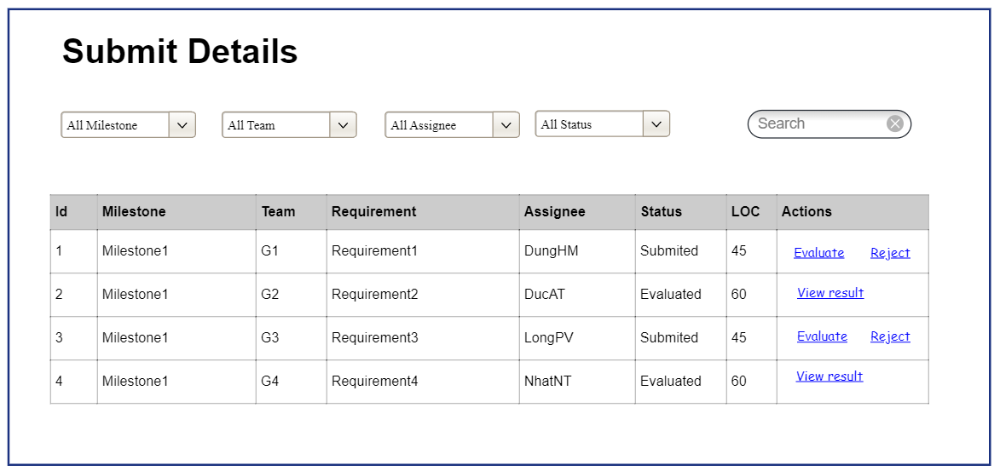 Submit Details
All Milestone All Team All Assignee All Status Search
Id Milestone Team Requirement Assignee Status LOC Actions
1 Milestone1 G1 Requirement1 DungHM Submited 45 Evaluate Reject
2 Milestone1 G2 Requirement2 DucAT Evaluated 60 View result
3 Milestone1 G3 Requirement3 LongPV Submited 45 Evaluate Reject
4 Milestone1 G4 Requirement4 NhatNT Evaluated 60 View result